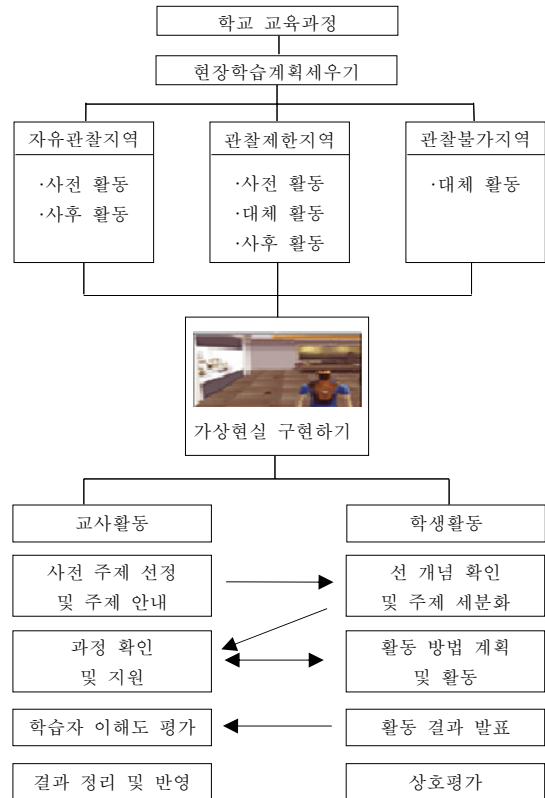 학교 교육과정
현장학습계획세우기
자유관찰지역
·사전 활동
·사후 활동
관찰제한지역
·사전 활동
·대체 활동
·사후 활동
관찰불가지역
·대체 활동
가상현실 구현하기
교사활동
학생활동
사전 주제 선정
및 주제 안내
선 개념 확인
및 주제 세분화
과정 확인
및 지원
활동 방법 계획
및 활동
학습자 이해도 평가
활동 결과 발표
결과 정리 및 반영
상호평가